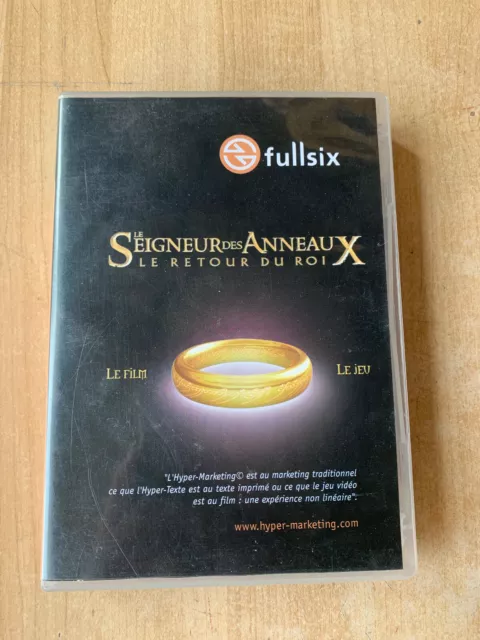 fullsix
LE SEIGNEUR DES ANNEAUX
LE RETOUR DU ROI
LE FILM
LE JEU
"L'Hyper-Marketing© est au marketing traditionnel
ce que l'Hyper-Texte est au texte imprimé ou ce que le jeu vidéo
est au film : une expérience non linéaire".
www.hyper-marketing.com